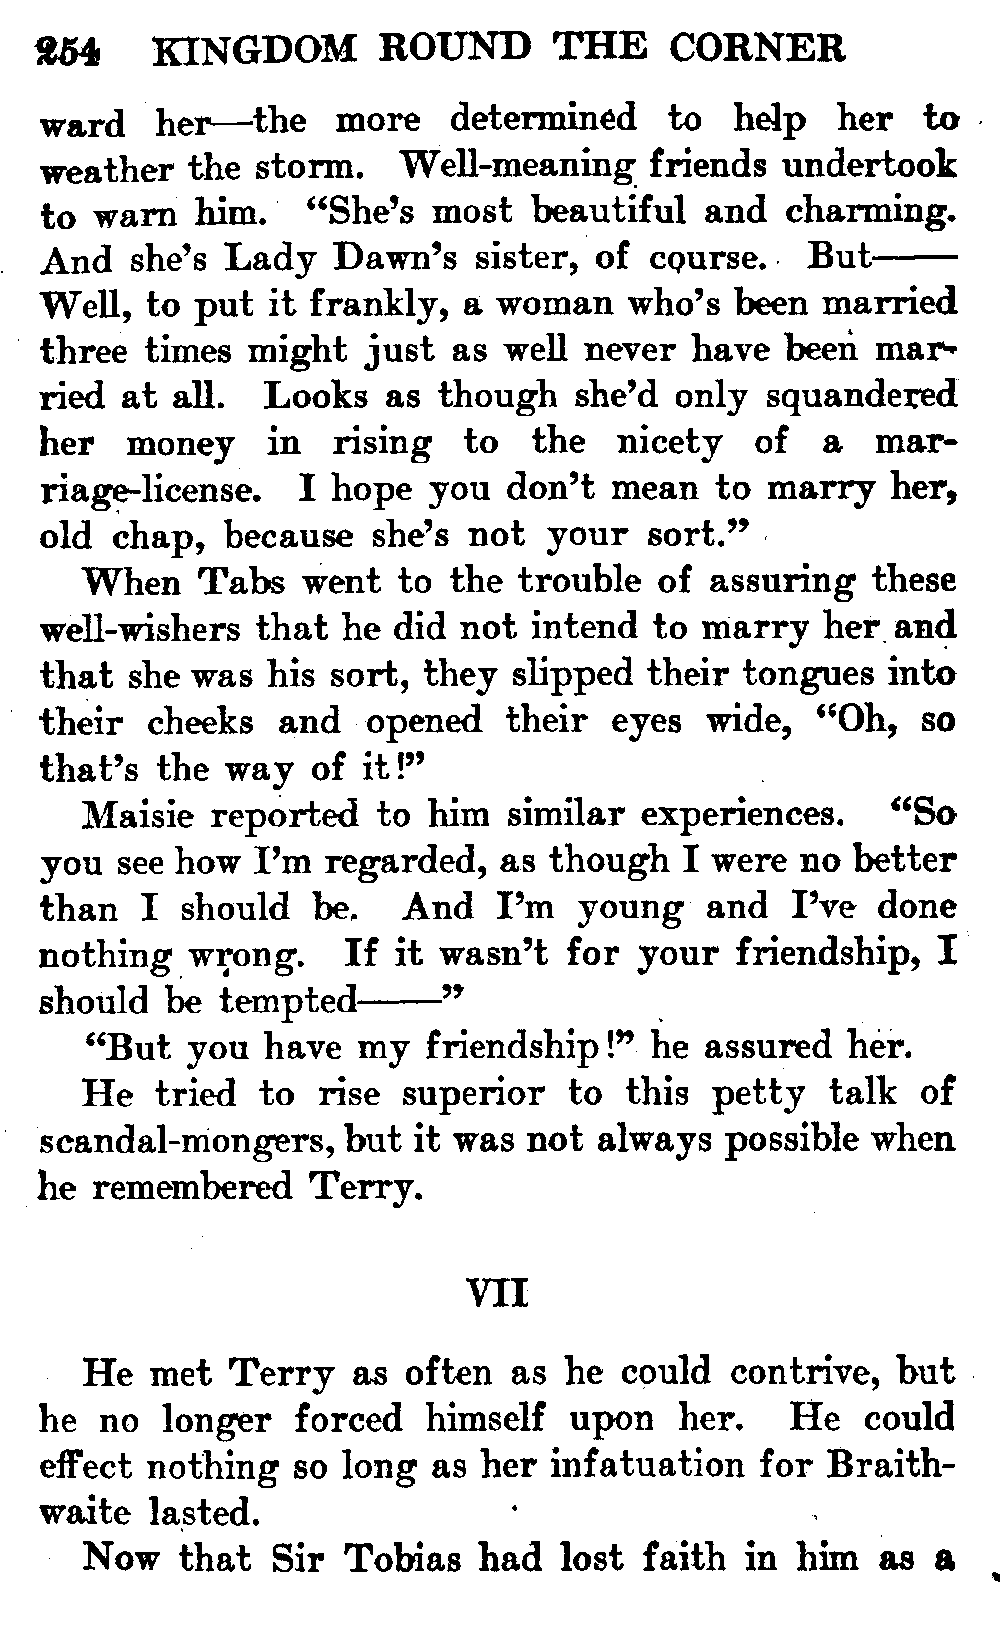 254 KINGDOM ROUND THE CORNER
ward her—the more determined to help her to
weather the storm. Well-meaning friends undertook
to warn him. “She’s most beautiful and charming.
And she’s Lady Dawn’s sister, of course. But——
Well, to put it frankly, a woman who’s been married
three times might just as well never have been mar-
ried at all. Looks as though she’d only squandered
her money in rising to the nicety of a mar-
riage-license. I hope you don’t mean to marry her,
old chap, because she’s not your sort.”
When Tabs went to the trouble of assuring these
well-wishers that he did not intend to marry her and
that she was his sort, they slipped their tongues into
their cheeks and opened their eyes wide, “Oh, so
that’s the way of it!”
Maisie reported to him similar experiences. “So
you see how I’m regarded, as though I were no better
than I should be. And I’m young and I’ve done
nothing wrong. If it wasn’t for your friendship, I
should be tempted——”
“But you have my friendship!” he assured her.
He tried to rise superior to this petty talk of
scandal-mongers, but it was not always possible when
he remembered Terry.
VII
He met Terry as often as he could contrive, but
he no longer forced himself upon her. He could
effect nothing so long as her infatuation for Braith-
waite lasted.
Now that Sir Tobias had lost faith in him as a